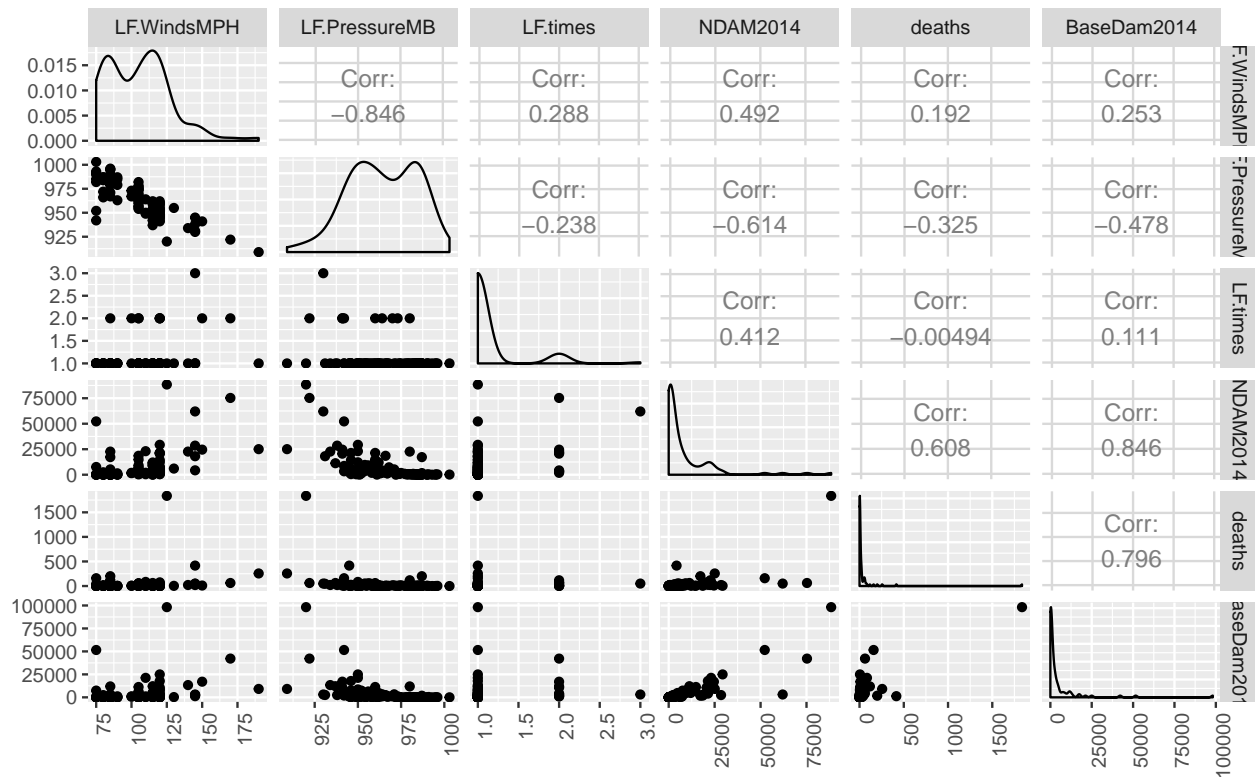 LF.WindsMPH LF.PressureMB LF.times NDAM2014 deaths BaseDam2014
0.015
0.010
0.005
0.000
Corr:
−0.846
Corr:
0.288
Corr:
0.492
Corr:
0.192
Corr:
0.253
F.WindsMP
1000
975
950
925
Corr:
−0.238
Corr:
−0.614
Corr:
−0.325
Corr:
−0.478
.PressureM
3.0
2.5
2.0
1.5
1.0
Corr:
0.412
Corr:
−0.00494
Corr:
0.111
LF.times
75000
50000
25000
0
Corr:
0.608
Corr:
0.846
NDAM2014
1500
1000
500
0
Corr:
0.796
deaths
100000
75000
50000
25000
0
aseDam201
75 100 125 150 175 925 950 975 1000 1.0 1.5 2.0 2.5 3.0 0 25000 50000 75000 0 500 1000 1500 0 25000 50000 75000 100000